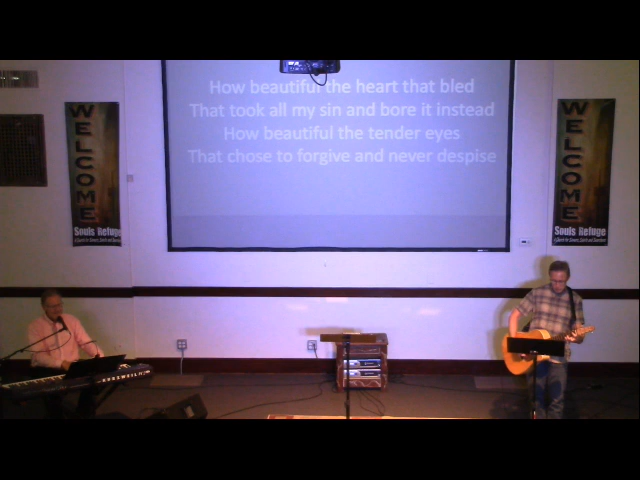 How beautiful the heart that bled
That took all my sin and bore it instead
How beautiful the tender eyes
That chose to forgive and never despise
WELCOME
Souls Refuge
WELCOME
Souls Refuge
KURZWEIL